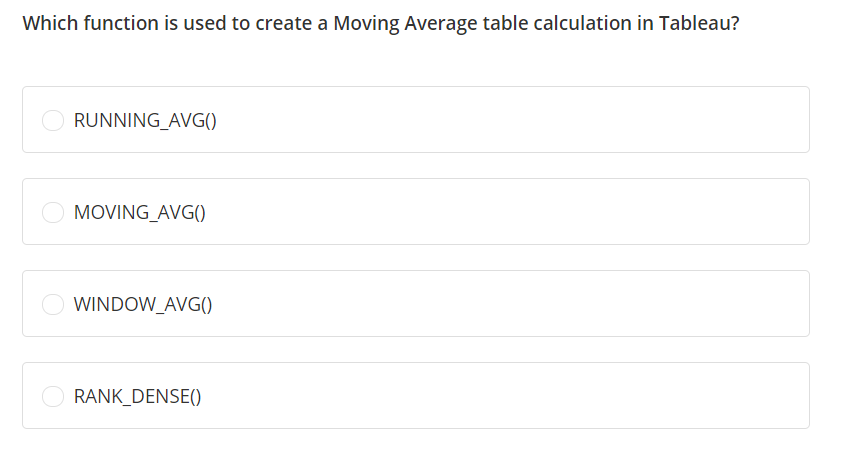 Which function is used to create a Moving Average table calculation in Tableau?
RUNNING_AVG()
MOVING_AVG()
WINDOW_AVG()
RANK_DENSE()